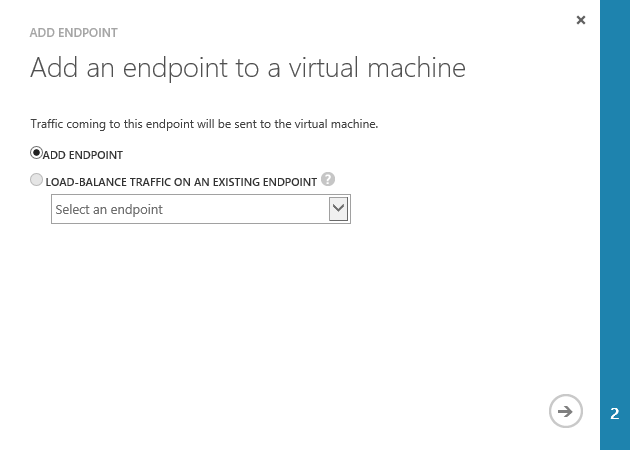 ADD ENDPOINT
Add an endpoint to a virtual machine
Traffic coming to this endpoint will be sent to the virtual machine.
ADD ENDPOINT
LOAD-BALANCE TRAFFIC ON AN EXISTING ENDPOINT ?
Select an endpoint
2